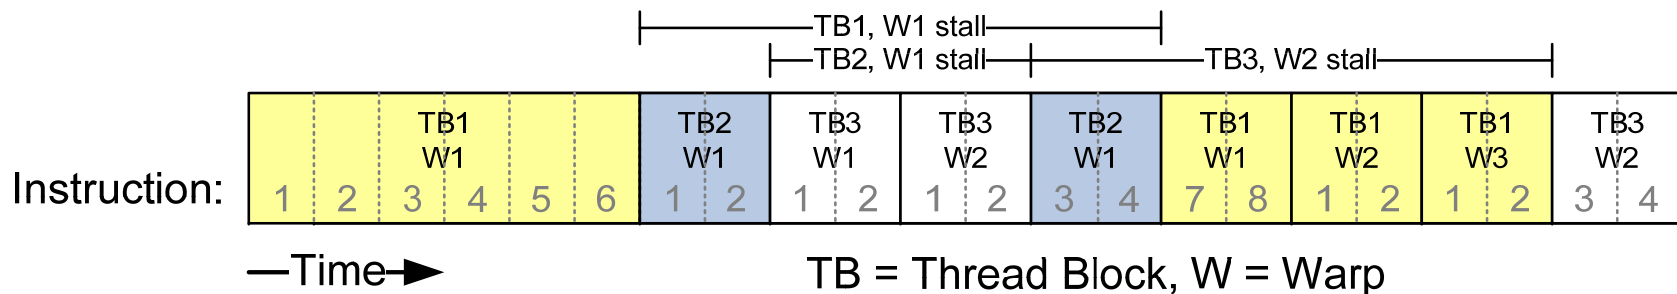 TB1, W1 stall
TB2, W1 stall
TB3, W2 stall
TB1 TB2 TB3 TB3 TB2 TB1 TB1 TB1 TB3
W1 W1 W1 W2 W1 W1 W2 W3 W2
Instruction: 1 2 3 4 5 6 1 2 1 2 1 2 3 4 7 8 1 2 1 2 3 4
Time
TB = Thread Block, W = Warp